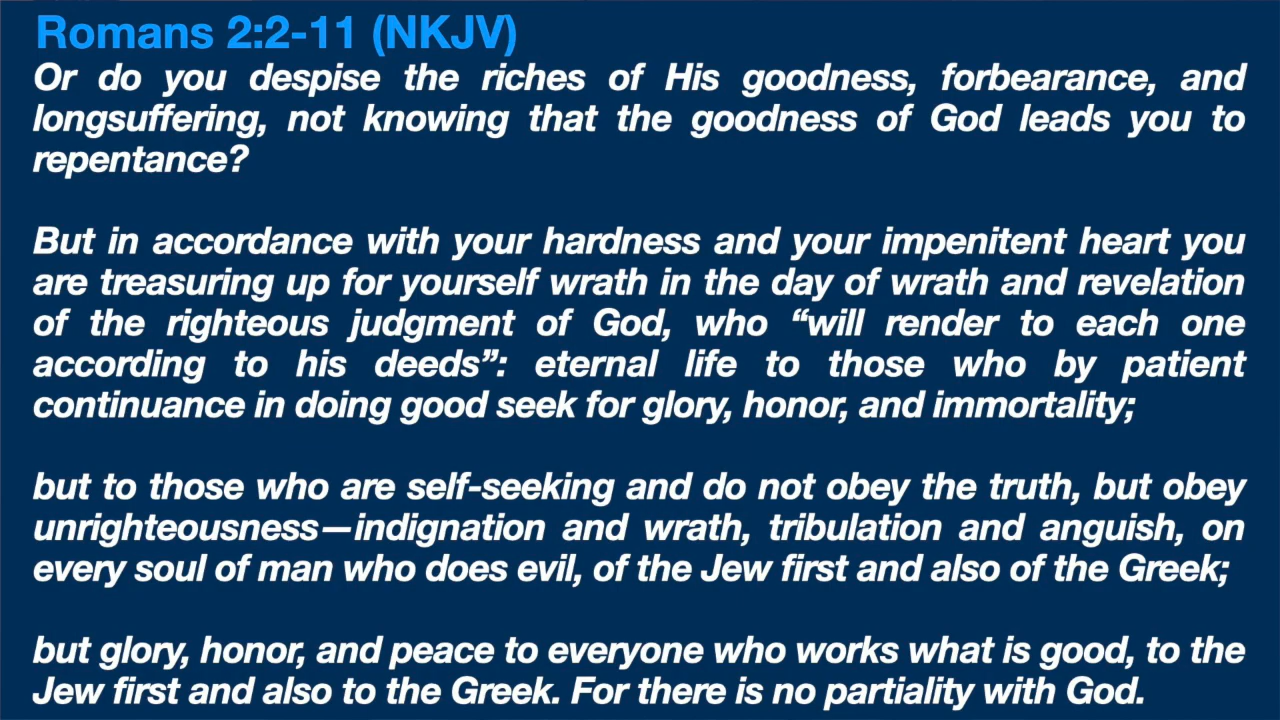 Romans 2:2-11 (NKJV)
Or do you despise the riches of His goodness, forbearance, and
longsuffering, not knowing that the goodness of God leads you to
repentance?
But in accordance with your hardness and your impenitent heart you
are treasuring up for yourself wrath in the day of wrath and revelation
of the righteous judgment of God, who “will render to each one
according to his deeds”: eternal life to those who by patient
continuance in doing good seek for glory, honor, and immortality;
but to those who are self-seeking and do not obey the truth, but obey
unrighteousness—indignation and wrath, tribulation and anguish, on
every soul of man who does evil, of the Jew first and also of the Greek;
but glory, honor, and peace to everyone who works what is good, to the
Jew first and also to the Greek. For there is no partiality with God.